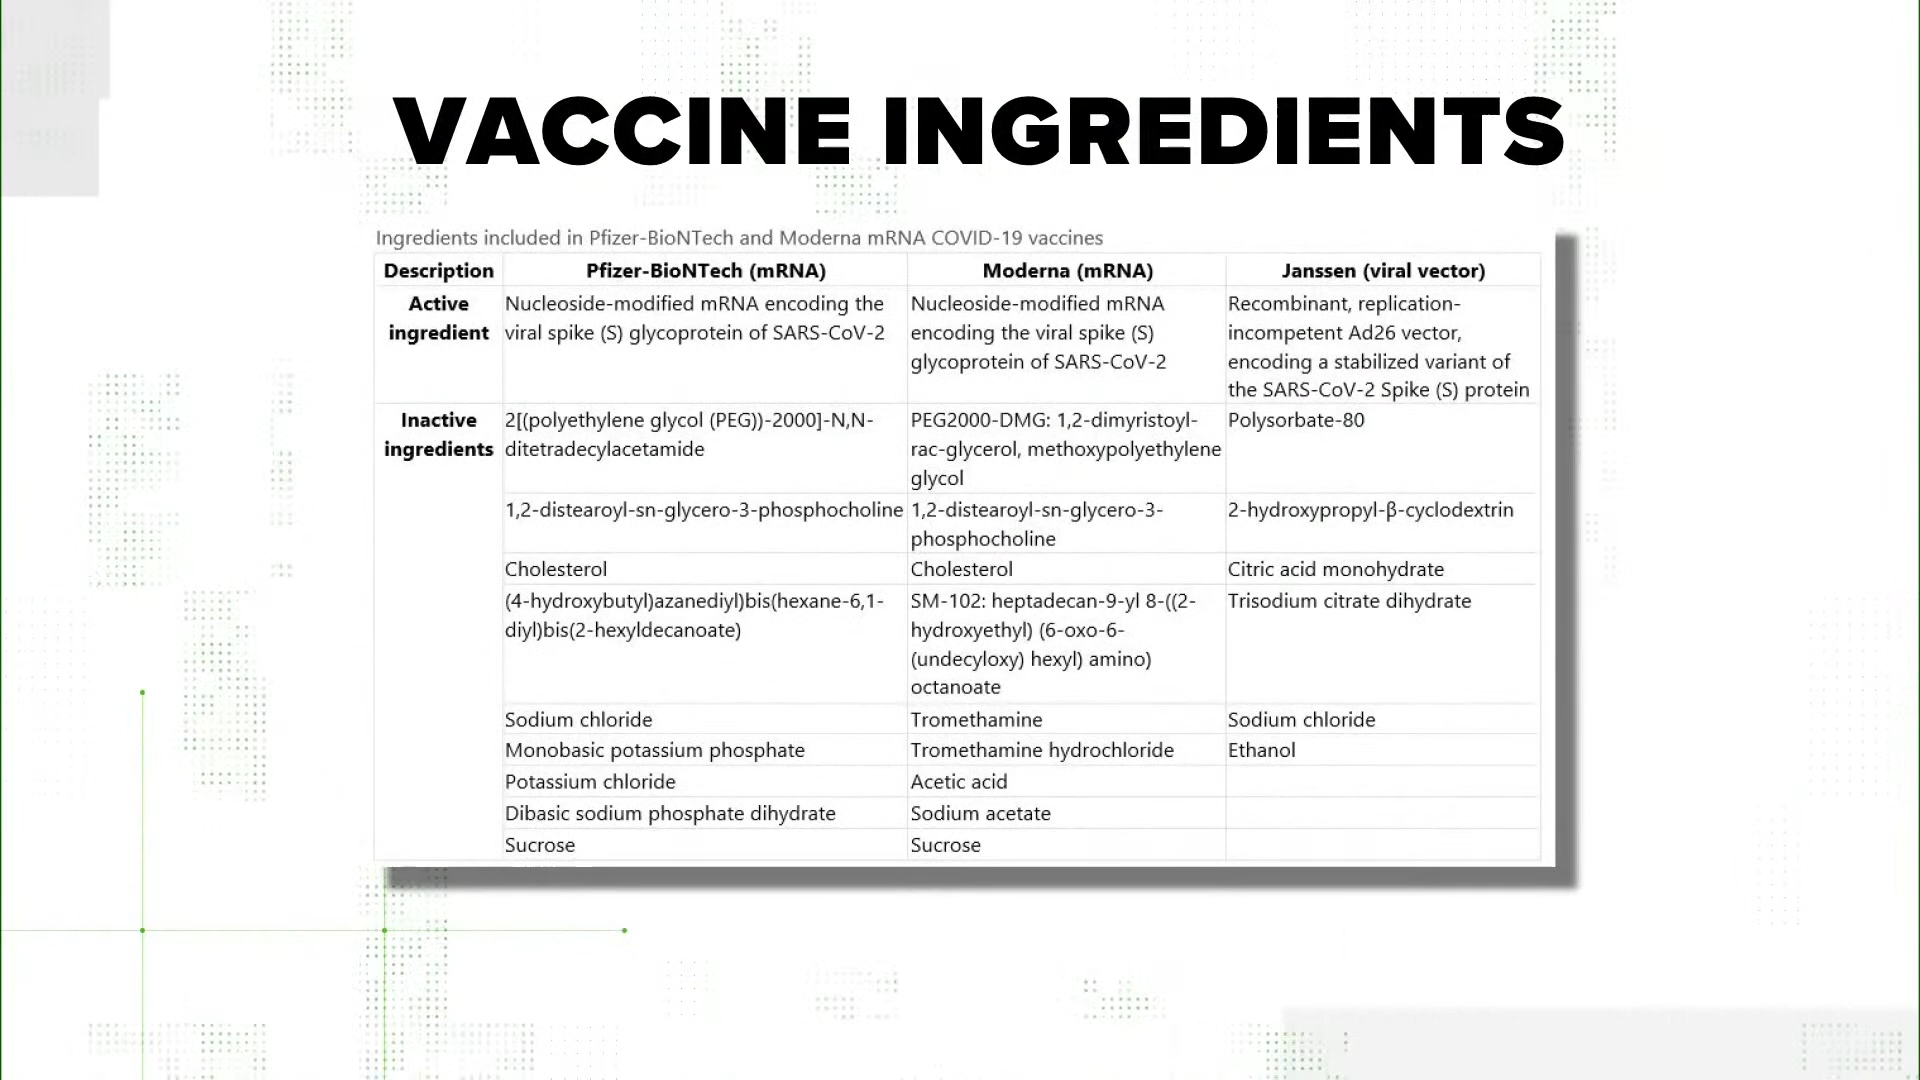 VACCINE INGREDIENTS
Ingredients included in Pfizer-BioNTech and Moderna mRNA COVID-19 vaccines
Description
Pfizer-BioNTech (mRNA)
Moderna (mRNA)
Janssen (viral vector)
Active
ingredient
Nucleoside-modified mRNA encoding the
viral spike (S) glycoprotein of SARS-CoV-2
Nucleoside-modified mRNA
encoding the viral spike (S)
glycoprotein of SARS-CoV-2
Recombinant, replication-
incompetent Ad26 vector,
encoding a stabilized variant of
the SARS-CoV-2 Spike (S) protein
Inactive
ingredients
2[(polyethylene glycol (PEG))-2000]-N,N-
ditetradecylacetamide
PEG2000-DMG: 1,2-dimyristoyl-
rac-glycerol, methoxypolyethylene
glycol
Polysorbate-80
1,2-distearoyl-sn-glycero-3-phosphocholine
1,2-distearoyl-sn-glycero-3-
phosphocholine
2-hydroxypropyl-β-cyclodextrin
Cholesterol
Cholesterol
Citric acid monohydrate
(4-hydroxybutyl)azanediyl)bis(hexane-6,1-
diyl)bis(2-hexyldecanoate)
SM-102: heptadecan-9-yl 8-((2-
hydroxyethyl) (6-oxo-6-
(undecyloxy) hexyl) amino)
octanoate
Trisodium citrate dihydrate
Sodium chloride
Tromethamine
Sodium chloride
Monobasic potassium phosphate
Tromethamine hydrochloride
Ethanol
Potassium chloride
Acetic acid
Dibasic sodium phosphate dihydrate
Sodium acetate
Sucrose
Sucrose